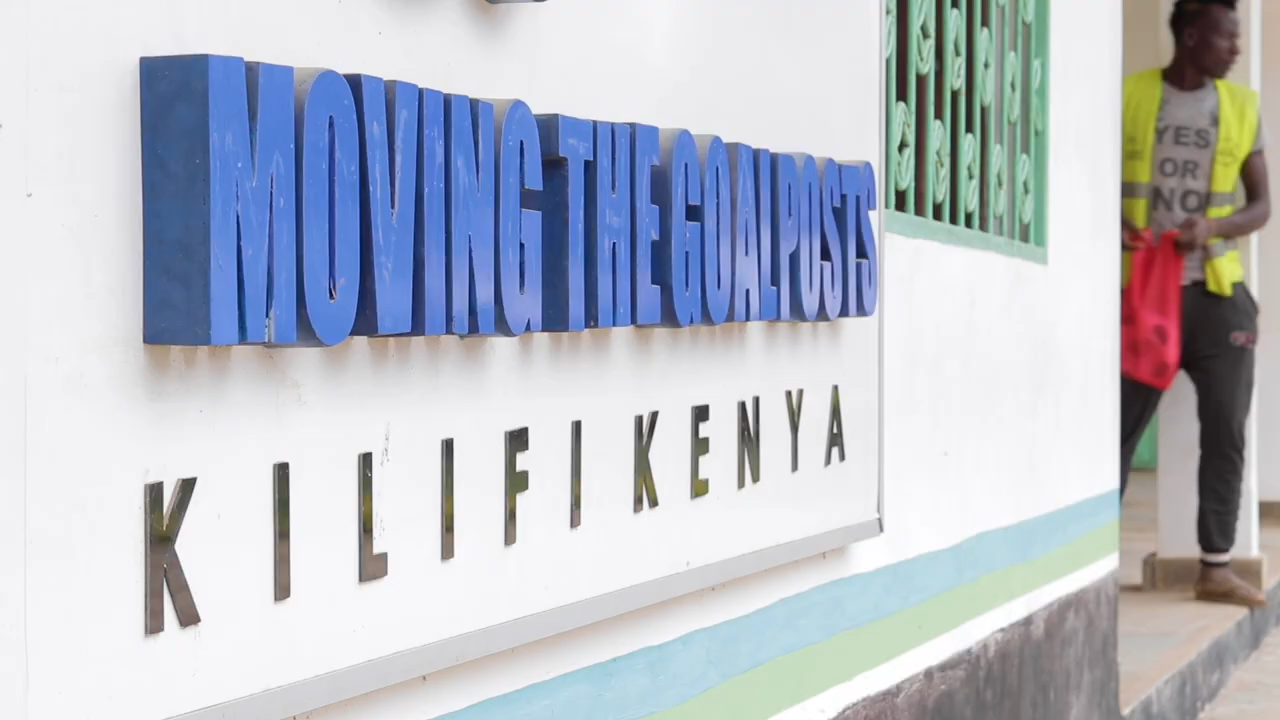 MOVING THE GOALPOSTS
KILIFI KENYA
YES
OR
NO